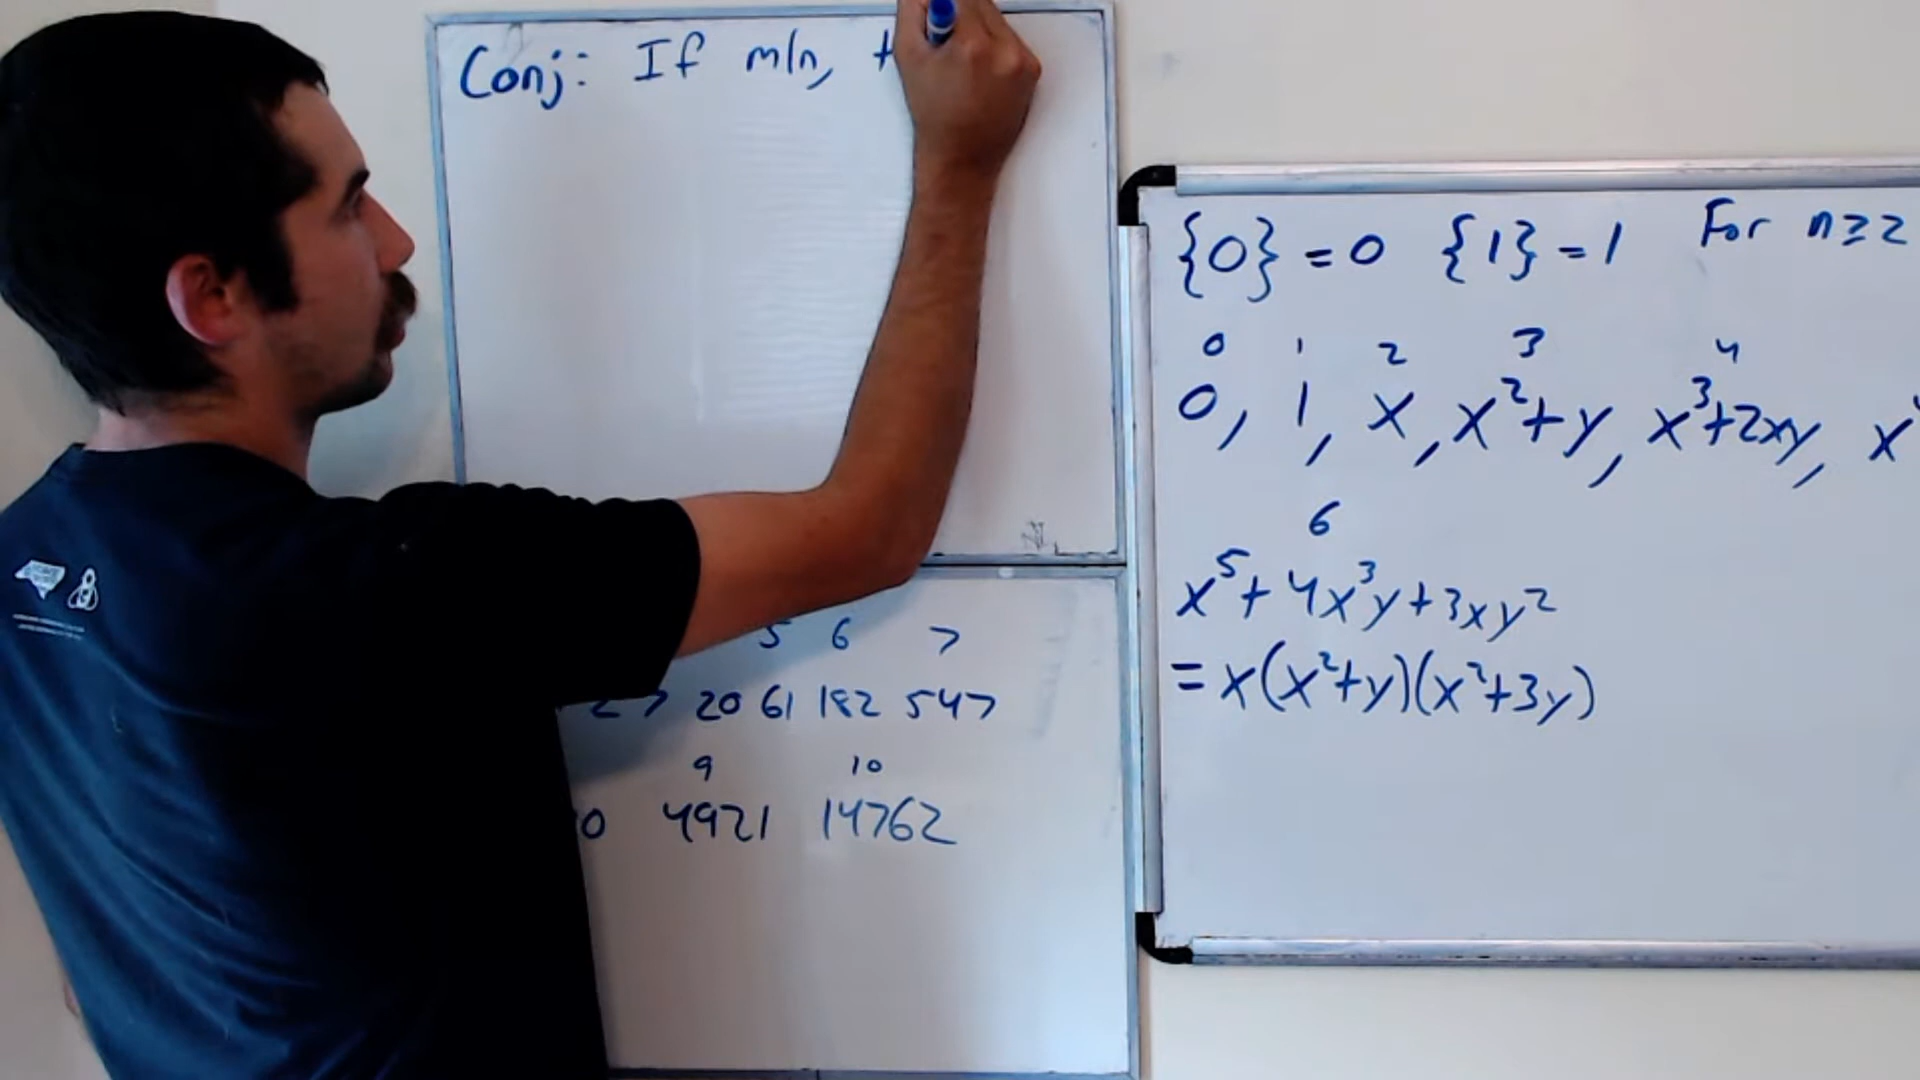 Conj: If m|n, t
5 6 7
27 20 61 182 547
9 10
0 4921 14762
{0} = 0 {1} = 1 For n ≥ 2
0 1 2 3 4
0, 1, x, x²+y, x³+2xy, x⁴
6
x⁵+4x³y+3xy²
=x(x²+y)(x²+3y)